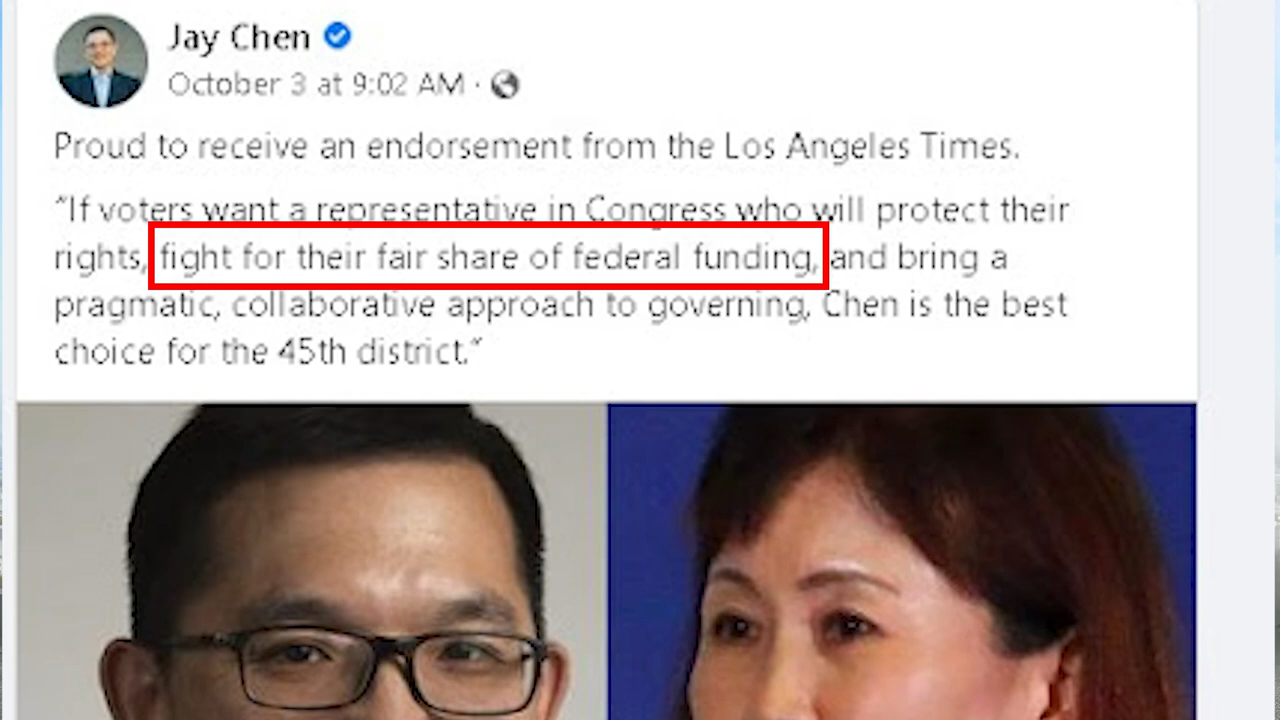 Jay Chen
October 3 at 9:02 AM ·
Proud to receive an endorsement from the Los Angeles Times.
"If voters want a representative in Congress who will protect their
rights, fight for their fair share of federal funding, and bring a
pragmatic, collaborative approach to governing, Chen is the best
choice for the 45th district."